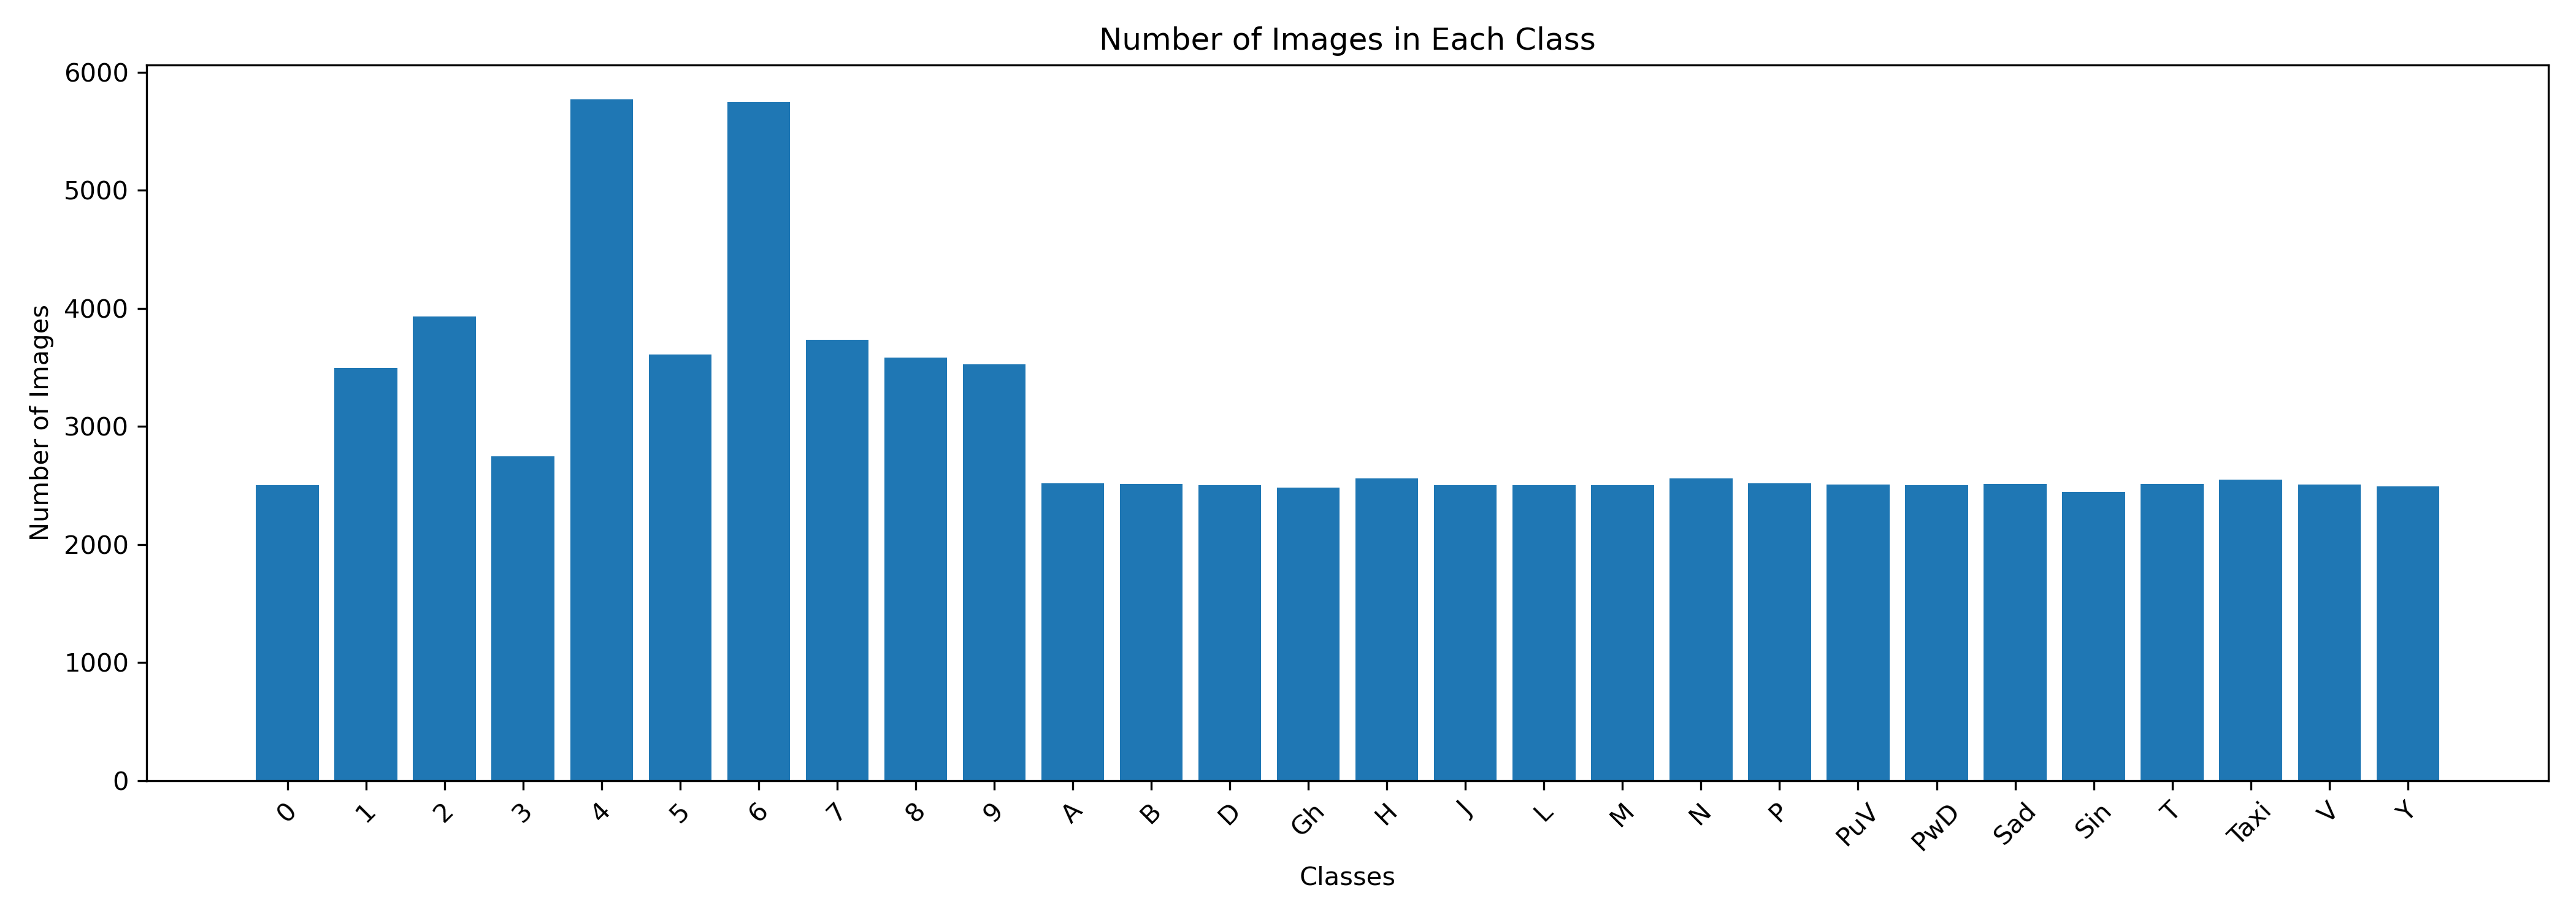 Number of Images in Each Class
Number of Images
6000
5000
4000
3000
2000
1000
0
0 1 2 3 4 5 6 7 8 9 A B D Gh H J L M N P PuV PwD Sad Sin T Taxi V Y
Classes